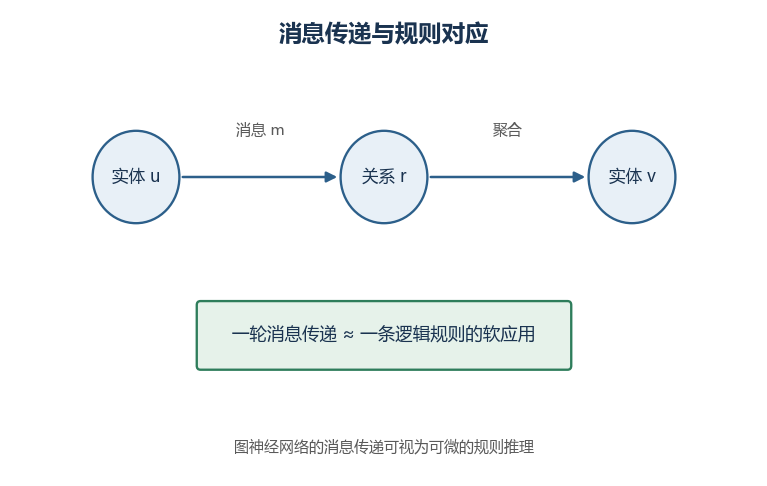 消息传递与规则对应
消息 m
聚合
实体 u
关系 r
实体 v
一轮消息传递 ≈ 一条逻辑规则的软应用
图神经网络的消息传递可视为可微的规则推理